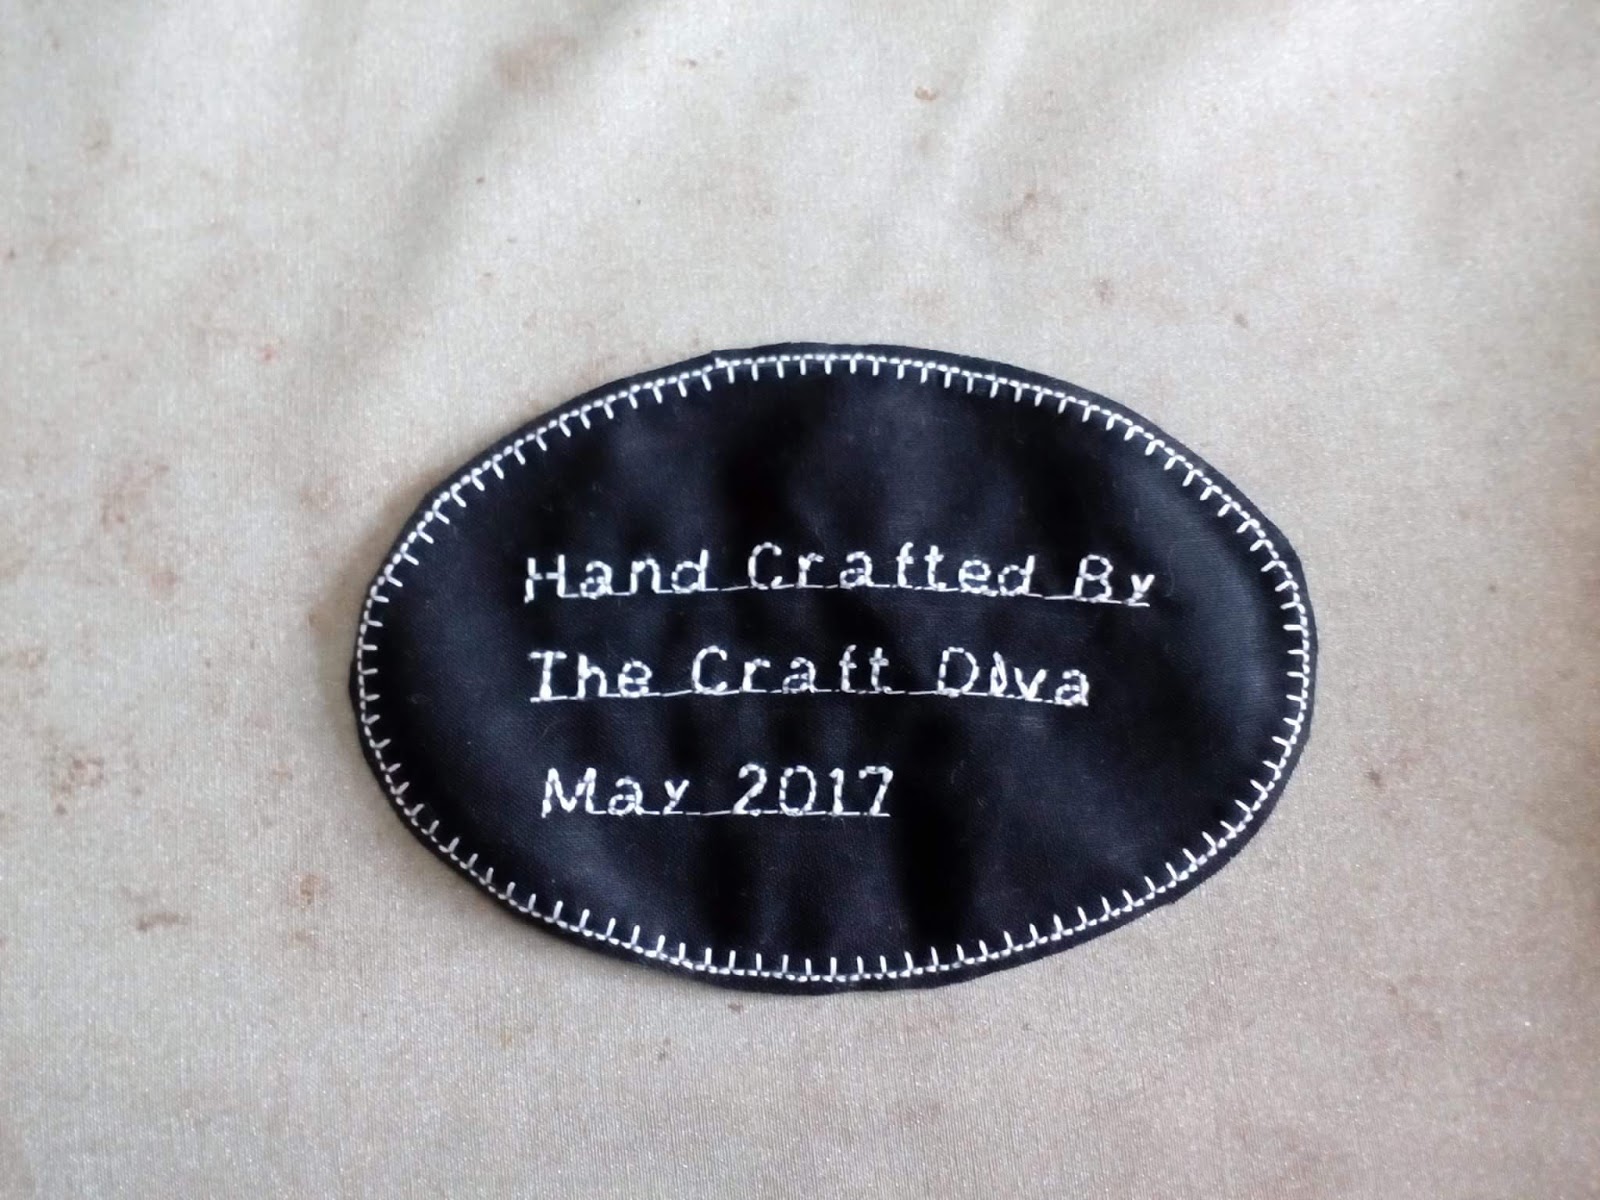 Hand Crafted By
The Craft Diva
May 2017